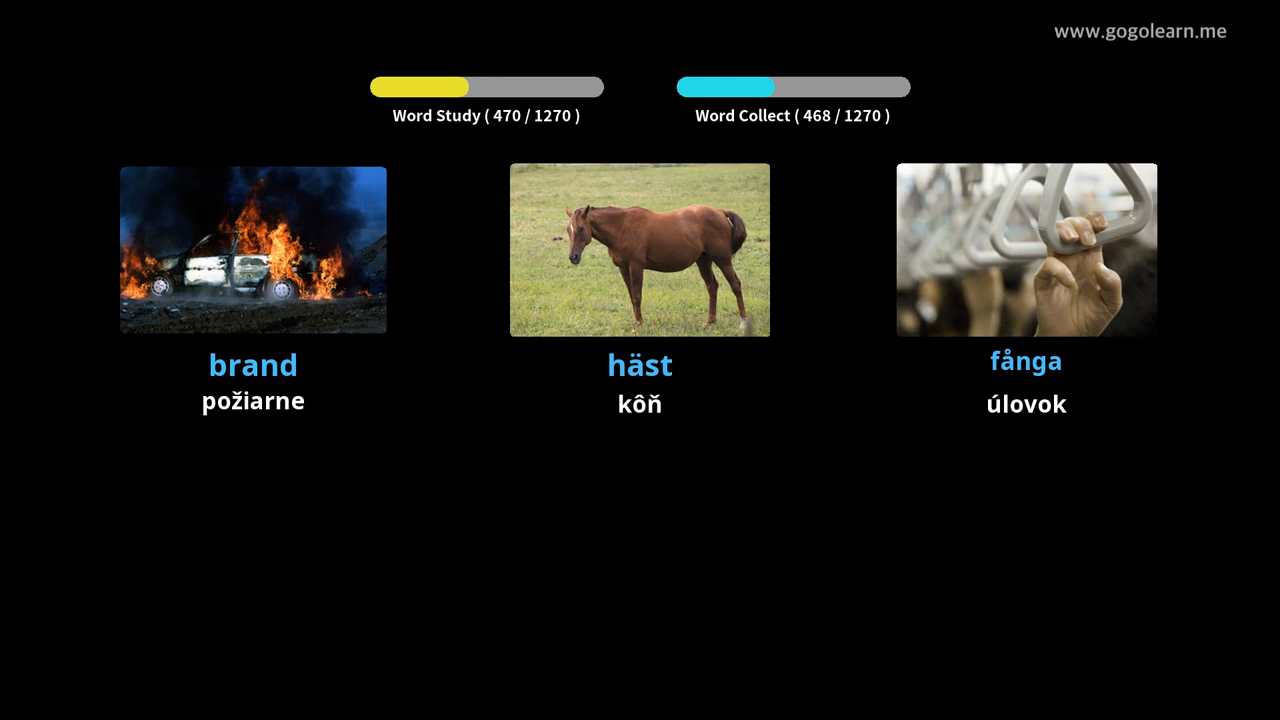 www.gogolearn.me
Word Study ( 470 / 1270 )
Word Collect ( 468 / 1270 )
brand
požiarne
häst
kôň
fånga
úlovok